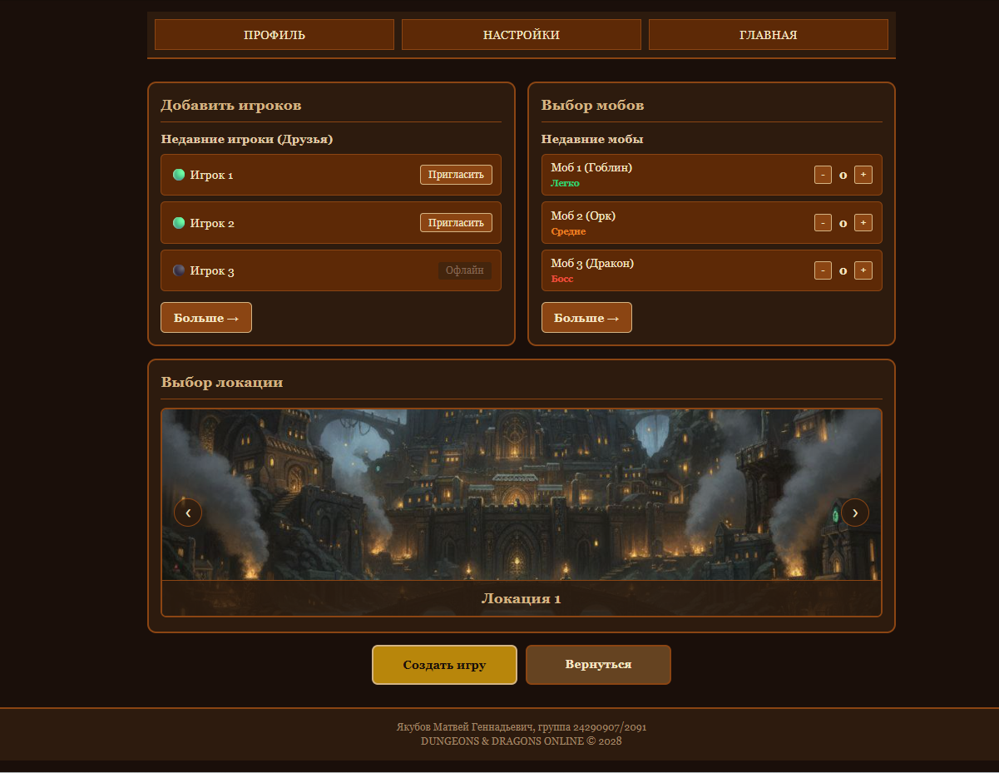 ПРОФИЛЬ
НАСТРОЙКИ
ГЛАВНАЯ
Добавить игроков
Недавние игроки (Друзья)
Игрок 1
Пригласить
Игрок 2
Пригласить
Игрок 3
Офлайн
Больше →
Выбор мобов
Недавние мобы
Моб 1 (Гоблин)
Легко
- 0 +
Моб 2 (Орк)
Средне
- 0 +
Моб 3 (Дракон)
Босс
- 0 +
Больше →
Выбор локации
‹
›
Локация 1
Создать игру
Вернуться
Якубов Матвей Геннадьевич, группа 24290907/2091
DUNGEONS & DRAGONS ONLINE © 2028